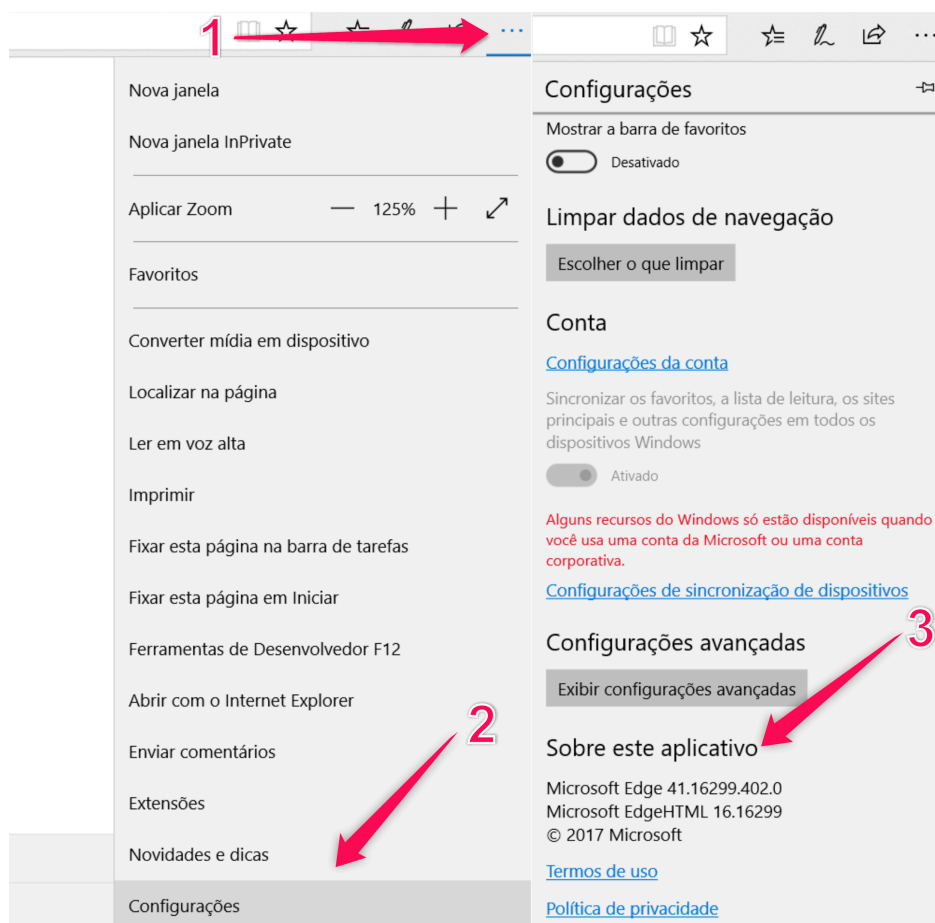 1
Nova janela
Nova janela InPrivate
Aplicar Zoom 125%
Favoritos
Converter mídia em dispositivo
Localizar na página
Ler em voz alta
Imprimir
Fixar esta página na barra de tarefas
Fixar esta página em Iniciar
Ferramentas de Desenvolvedor F12
Abrir com o Internet Explorer
2
Enviar comentários
Extensões
Novidades e dicas
Configurações
Configurações
Mostrar a barra de favoritos
Desativado
Limpar dados de navegação
Escolher o que limpar
Conta
Configurações da conta
Sincronizar os favoritos, a lista de leitura, os sites
principais e outras configurações em todos os
dispositivos Windows
Ativado
Alguns recursos do Windows só estão disponíveis quando
você usa uma conta da Microsoft ou uma conta
corporativa.
Configurações de sincronização de dispositivos
3
Configurações avançadas
Exibir configurações avançadas
Sobre este aplicativo
Microsoft Edge 41.16299.402.0
Microsoft EdgeHTML 16.16299
© 2017 Microsoft
Termos de uso
Política de privacidade